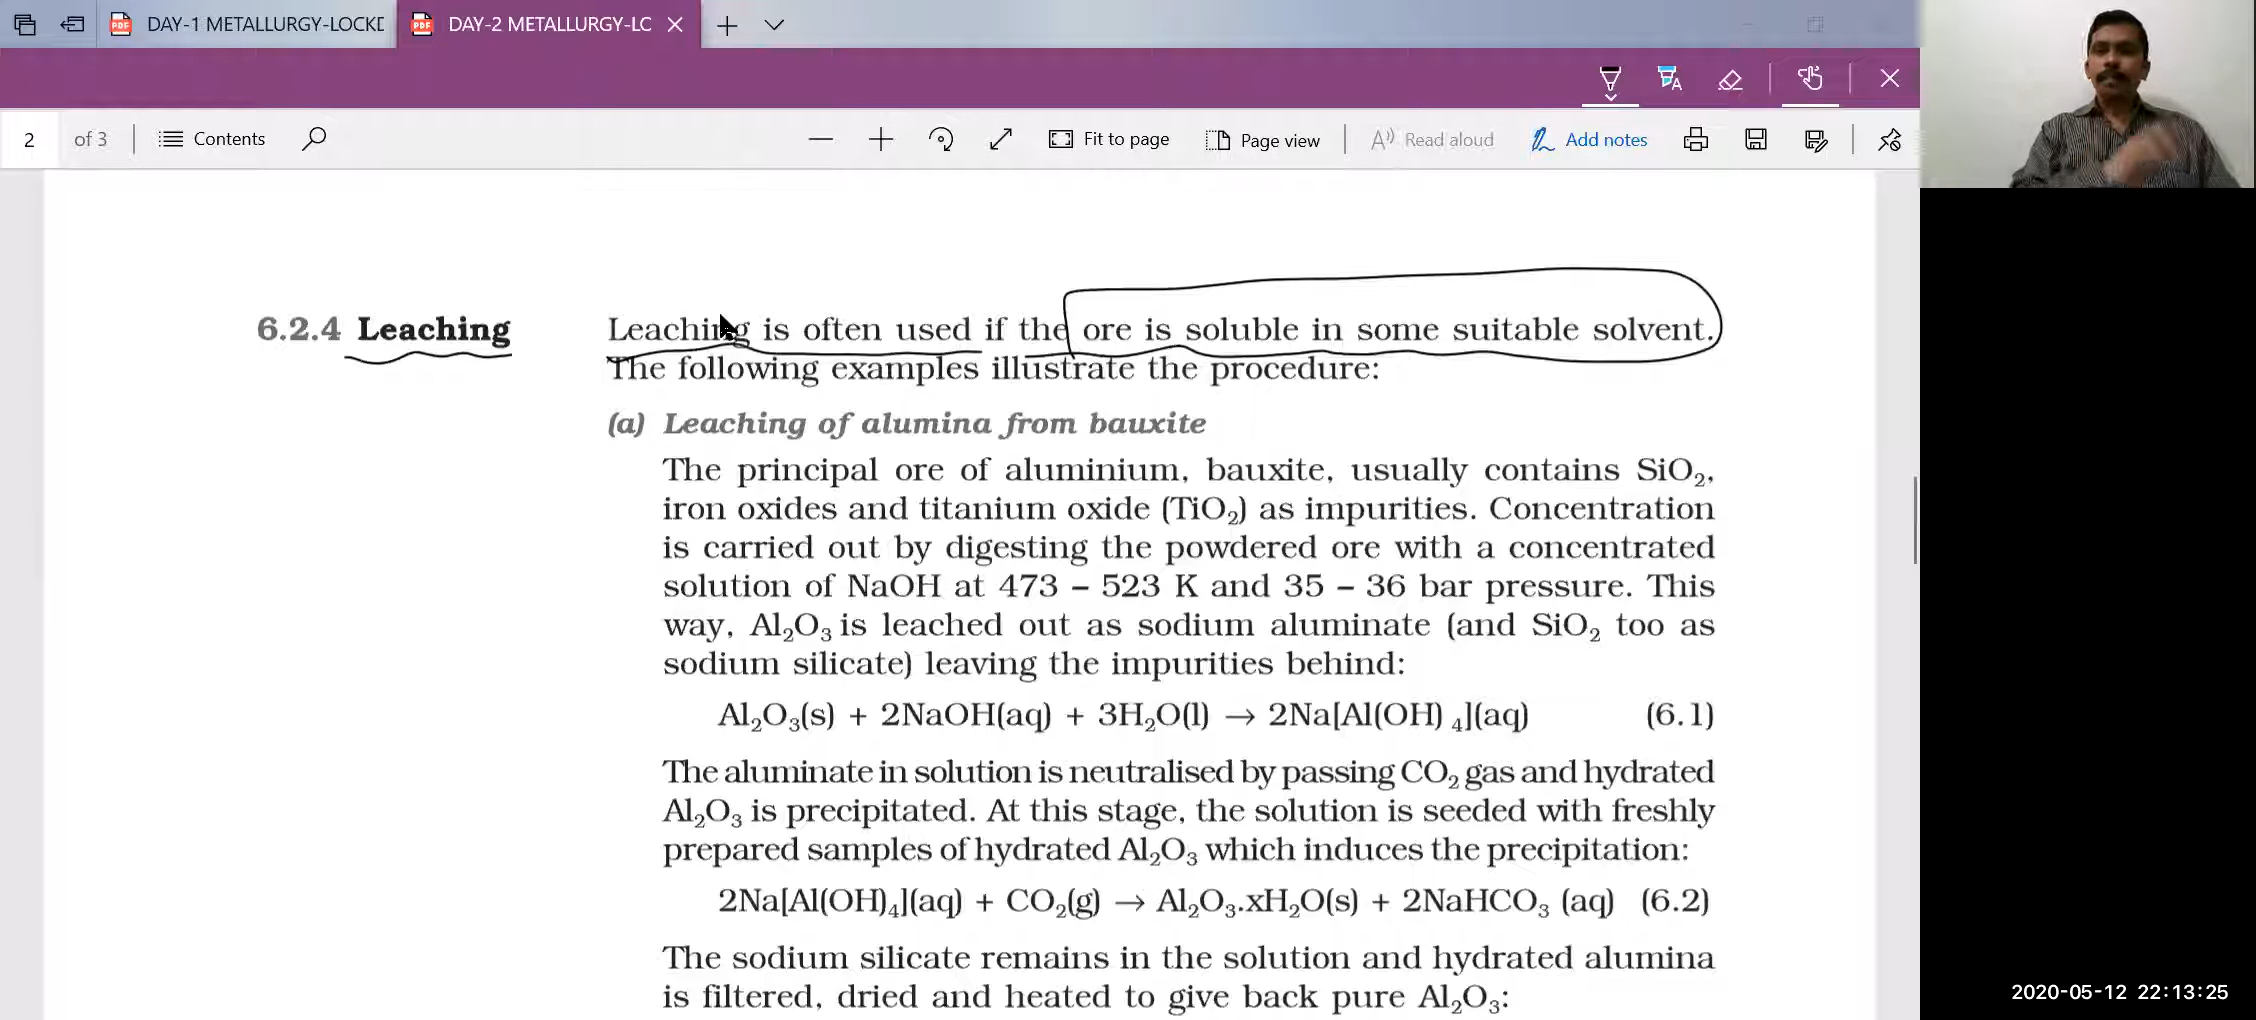 DAY-1 METALLURGY-LOCKD
DAY-2 METALLURGY-LC
2 of 3 Contents Fit to page Page view Read aloud Add notes
6.2.4 Leaching
Leaching is often used if the ore is soluble in some suitable solvent.
The following examples illustrate the procedure:
(a) Leaching of alumina from bauxite
The principal ore of aluminium, bauxite, usually contains SiO₂,
iron oxides and titanium oxide (TiO₂) as impurities. Concentration
is carried out by digesting the powdered ore with a concentrated
solution of NaOH at 473 – 523 K and 35 – 36 bar pressure. This
way, Al₂O₃ is leached out as sodium aluminate (and SiO₂ too as
sodium silicate) leaving the impurities behind:
Al₂O₃(s) + 2NaOH(aq) + 3H₂O(l) → 2Na[Al(OH) ₄](aq) (6.1)
The aluminate in solution is neutralised by passing CO₂ gas and hydrated
Al₂O₃ is precipitated. At this stage, the solution is seeded with freshly
prepared samples of hydrated Al₂O₃ which induces the precipitation:
2Na[Al(OH)₄](aq) + CO₂(g) → Al₂O₃.xH₂O(s) + 2NaHCO₃ (aq) (6.2)
The sodium silicate remains in the solution and hydrated alumina
is filtered, dried and heated to give back pure Al₂O₃:
2020-05-12 22:13:25